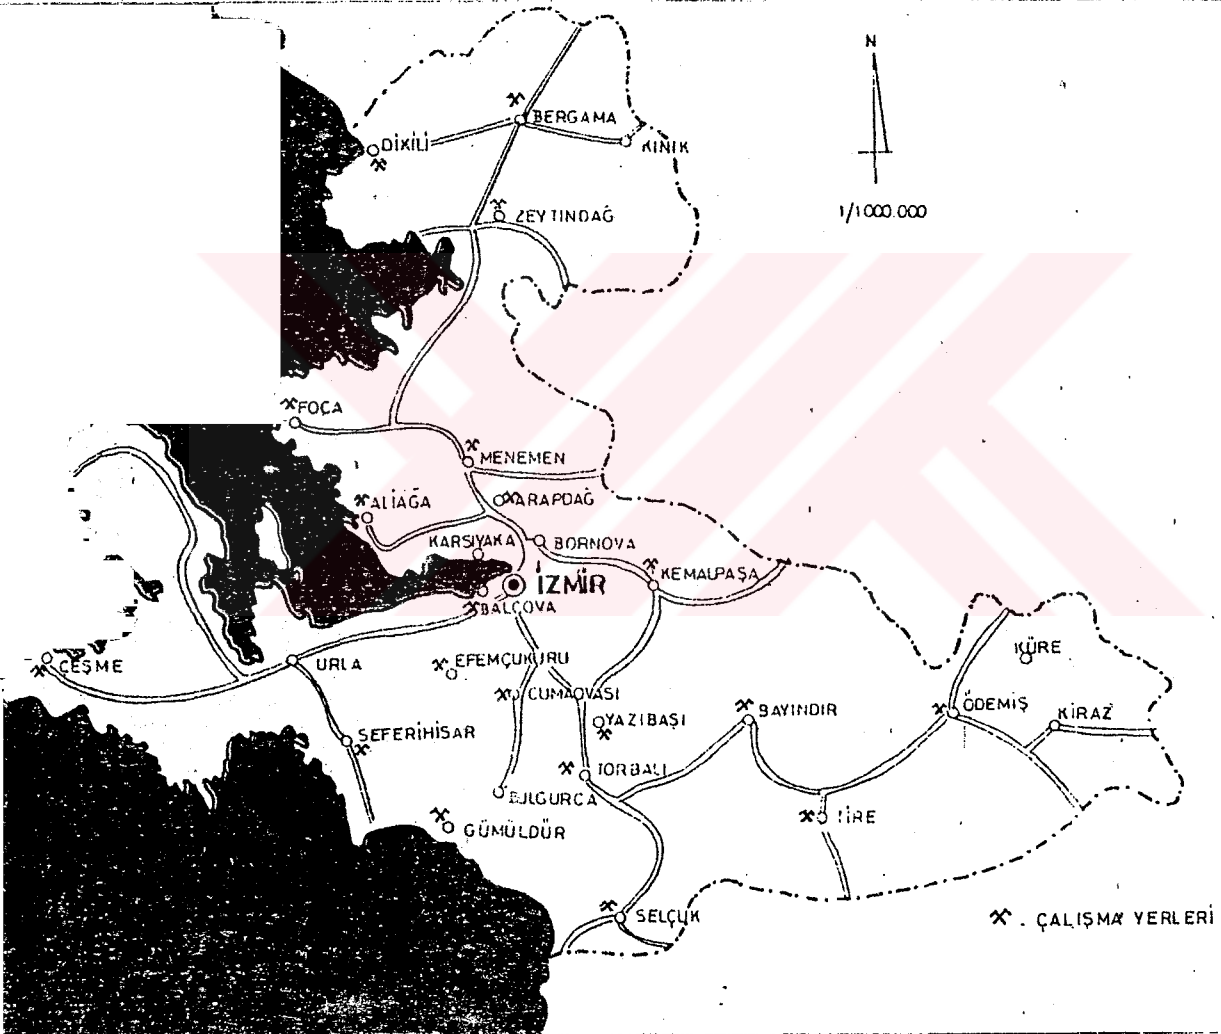 N
BERGAMA
DİKİLİ
KINIK
1/1000.000
ZEYTINDAĞ
FOÇA
MENEMEN
ALİAĞA
ARAPDAĞ
KARSIYAKA
BORNOVA
KEMALPAŞA
İZMİR
BALÇOVA
KÜRE
ÇEŞME
URLA
EFEMÇUKURU
CUMAOVASI
ÖDEMİŞ
BAYINDIR
KİRAZ
YAZIBAŞI
SEFERİHİSAR
TORBALI
BULGURCA
TİRE
GÜMÜLDÜR
SELÇUK
. ÇALIŞMA YERLERİ